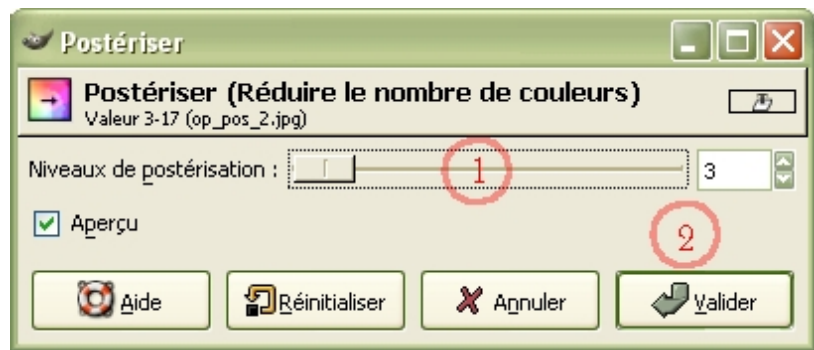 Postériser
Postériser (Réduire le nombre de couleurs)
Valeur 3-17 (op_pos_2.jpg)
Niveaux de postérisation : 1 3
Aperçu
2
Aide Réinitialiser Annuler Valider